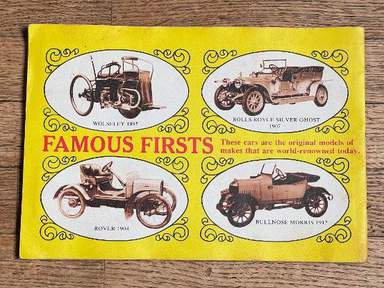 WOLSELEY 1895
ROLLS-ROYCE SILVER GHOST
1907
FAMOUS FIRSTS
These cars are the original models of
makes that are world-renowned today.
ROVER 1904
BULLNOSE MORRIS 1912